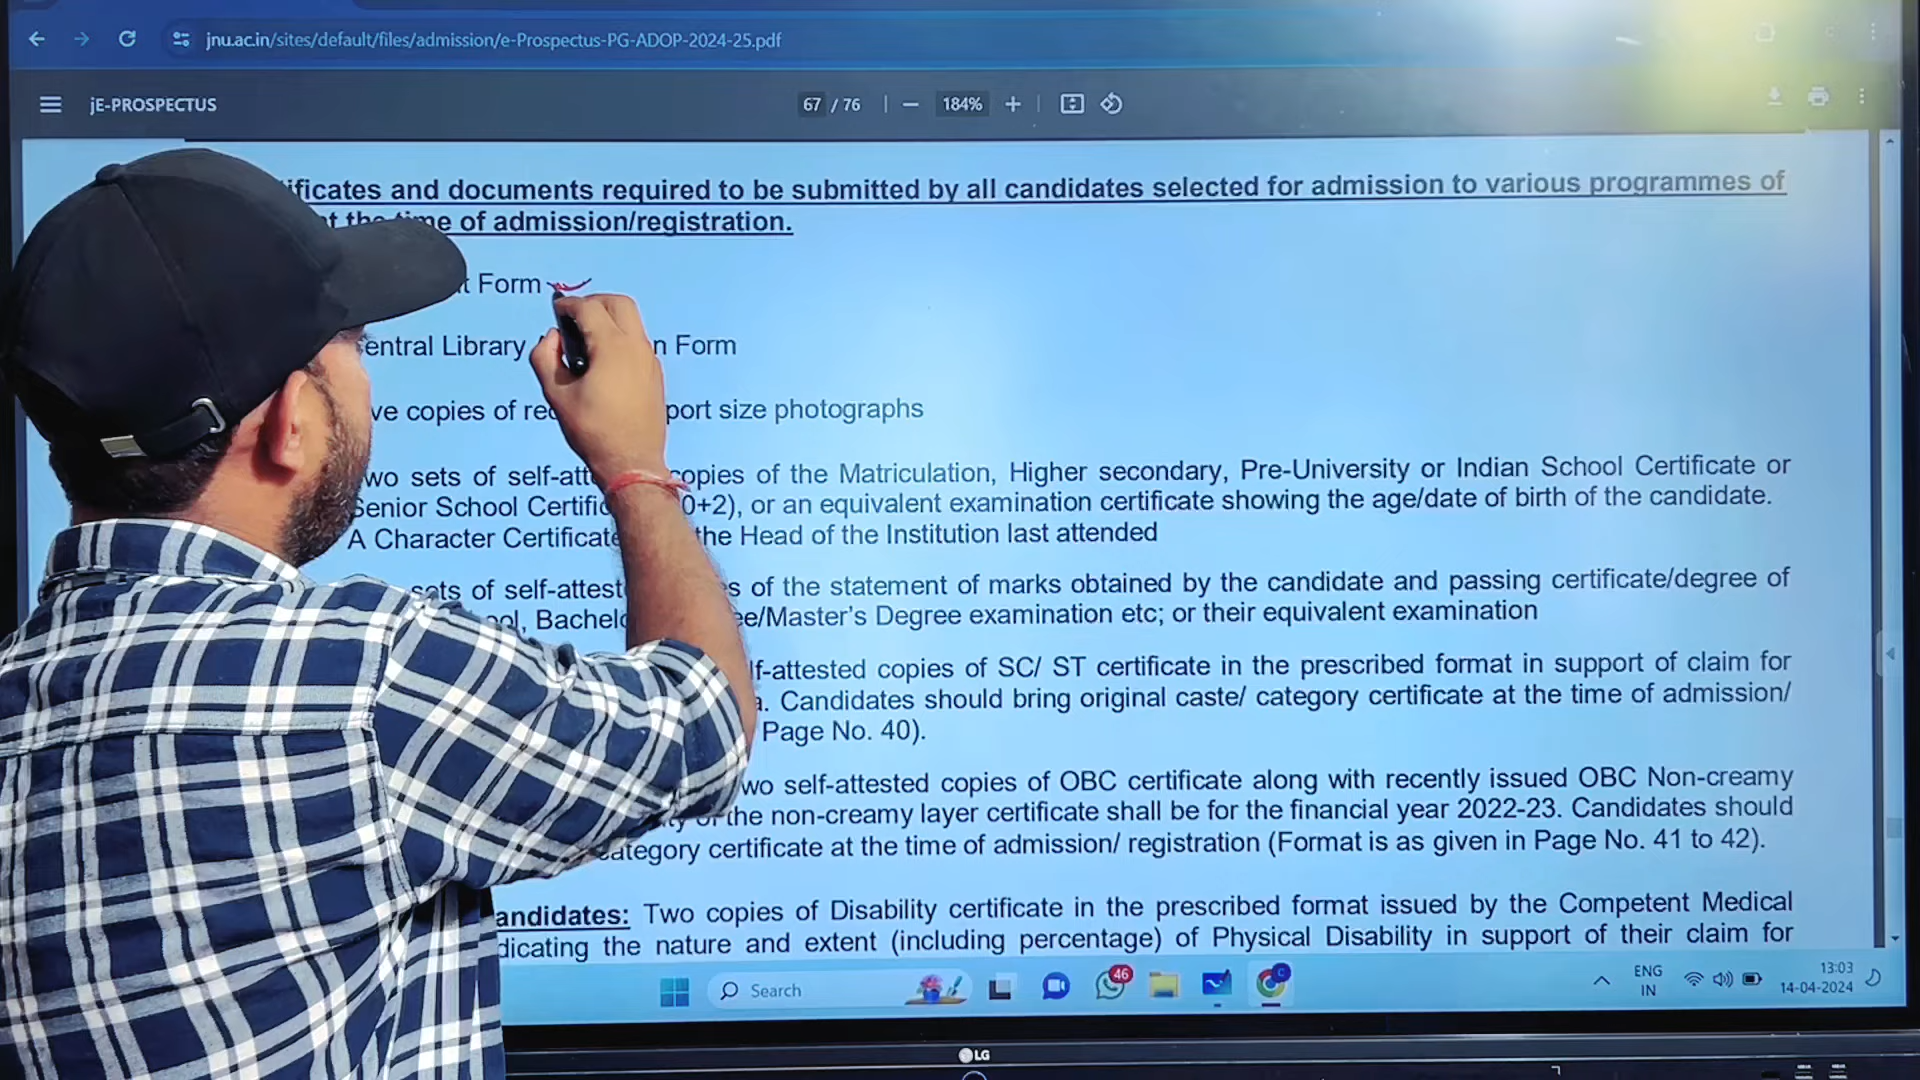 jnu.ac.in/sites/default/files/admission/e-Prospectus-PG-ADOP-2024-25.pdf
jE-PROSPECTUS
67 / 76
184%
ificates and documents required to be submitted by all candidates selected for admission to various programmes of
of admission/registration.
t Form
entral Library n Form
ve copies of port size photographs
wo sets of self-att copies of the Matriculation, Higher secondary, Pre-University or Indian School Certificate or
Senior School Certific 0+2), or an equivalent examination certificate showing the age/date of birth of the candidate.
A Character Certificate the Head of the Institution last attended
sets of self-attest s of the statement of marks obtained by the candidate and passing certificate/degree of
ool, Bachelo ee/Master's Degree examination etc; or their equivalent examination
lf-attested copies of SC/ ST certificate in the prescribed format in support of claim for
a. Candidates should bring original caste/ category certificate at the time of admission/
Page No. 40).
wo self-attested copies of OBC certificate along with recently issued OBC Non-creamy
ity of the non-creamy layer certificate shall be for the financial year 2022-23. Candidates should
category certificate at the time of admission/ registration (Format is as given in Page No. 41 to 42).
andidates: Two copies of Disability certificate in the prescribed format issued by the Competent Medical
dicating the nature and extent (including percentage) of Physical Disability in support of their claim for
Search
46
ENG
IN
13:03
14-04-2024
LG